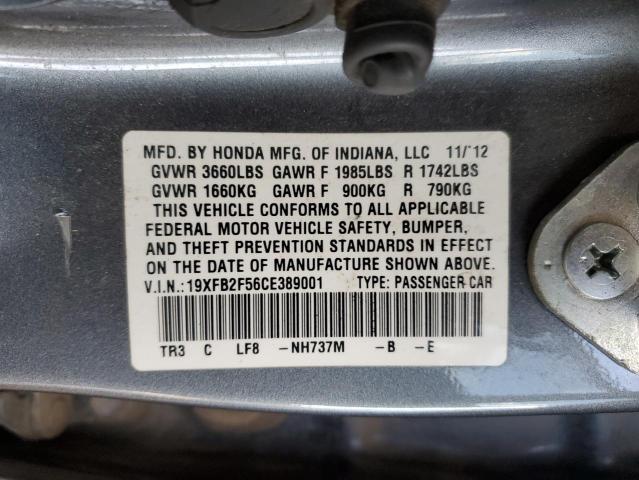 MFD. BY HONDA MFG. OF INDIANA, LLC 11/'12
GVWR 3660LBS GAWR F 1985LBS R 1742LBS
GVWR 1660KG GAWR F 900KG R 790KG
THIS VEHICLE CONFORMS TO ALL APPLICABLE
FEDERAL MOTOR VEHICLE SAFETY, BUMPER,
AND THEFT PREVENTION STANDARDS IN EFFECT
ON THE DATE OF MANUFACTURE SHOWN ABOVE.
V.I.N.:19XFB2F56CE389001 TYPE: PASSENGER CAR
TR3 C LF8 -NH737M -B -E